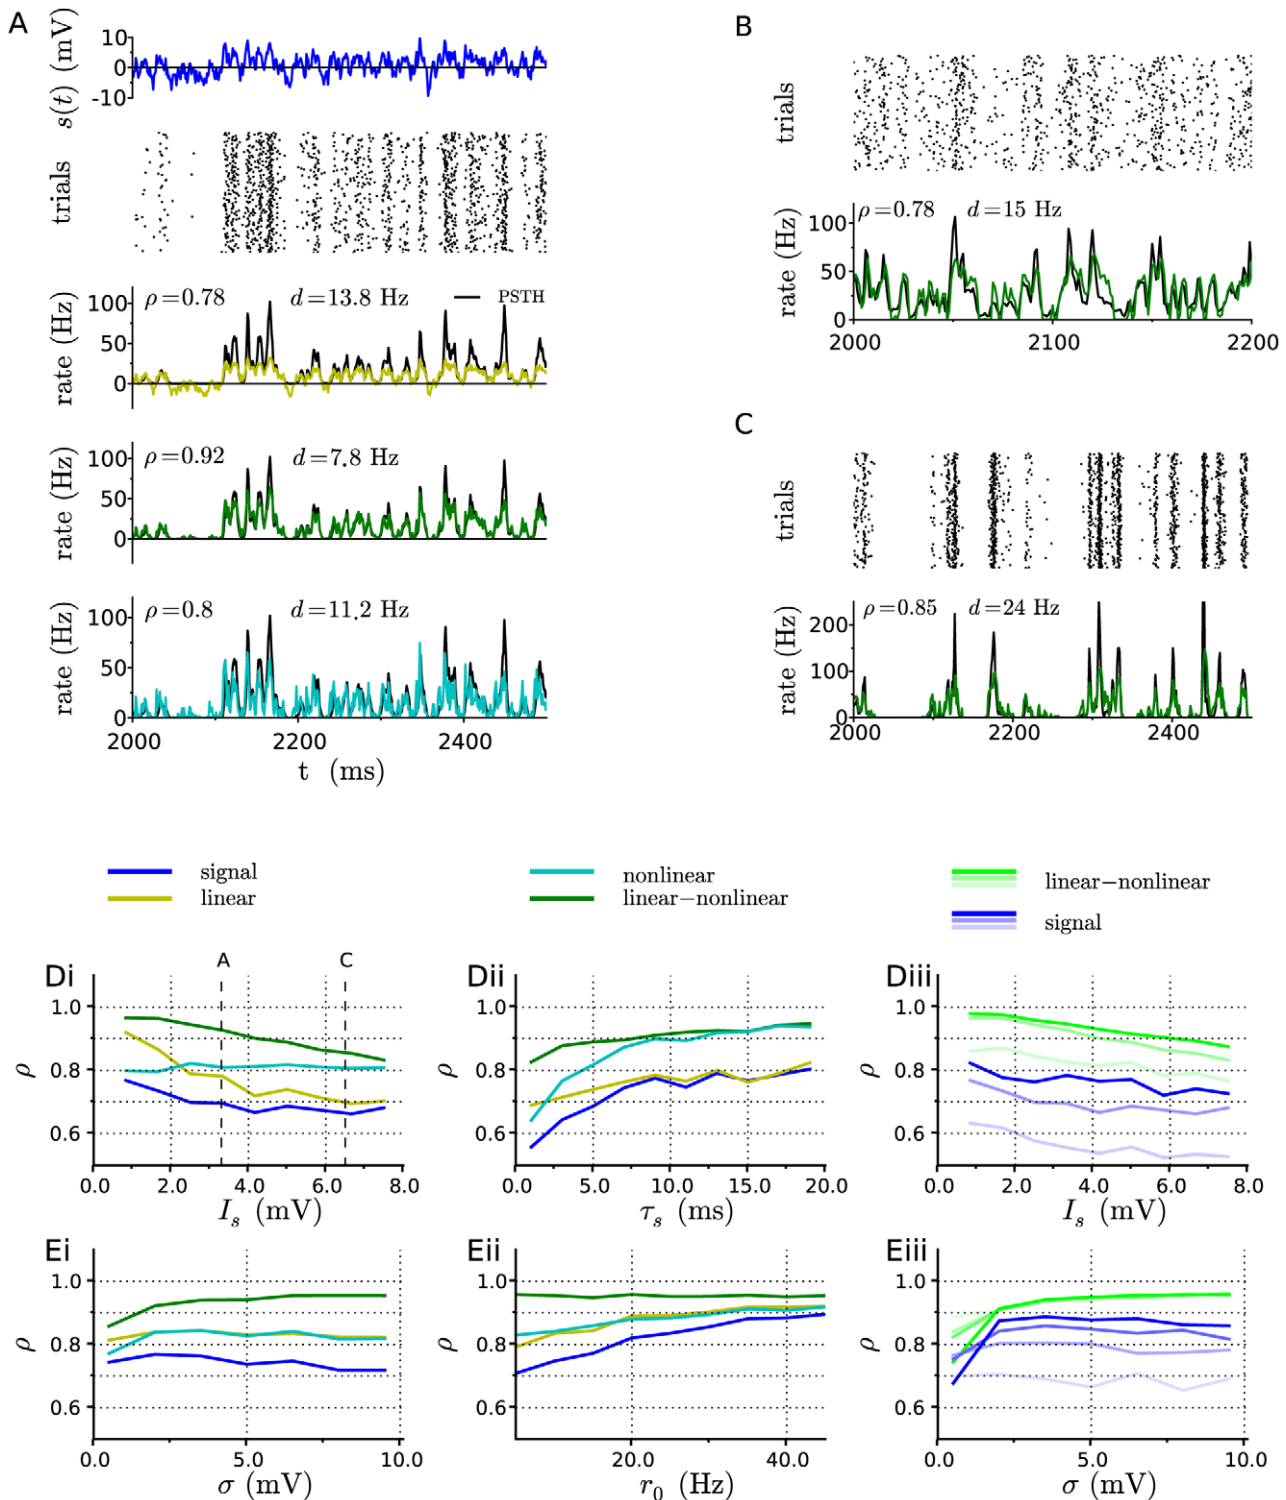 A
s(t) (mV)
10
0
-10
trials
rate (Hz)
100
50
0
ρ=0.78 d=13.8 Hz PSTH
rate (Hz)
100
50
0
ρ=0.92 d=7.8 Hz
rate (Hz)
100
50
0
ρ=0.8 d=11.2 Hz
2000 2200 2400
t (ms)
B
trials
rate (Hz)
100
50
0
ρ=0.78 d=15 Hz
2000 2100 2200
C
trials
rate (Hz)
200
100
0
ρ=0.85 d=24 Hz
2000 2200 2400
signal
linear
nonlinear
linear−nonlinear
linear−nonlinear
signal
Di
A C
ρ
1.0
0.8
0.6
0.0 2.0 4.0 6.0 8.0
I_s (mV)
Dii
ρ
1.0
0.8
0.6
0.0 5.0 10.0 15.0 20.0
τ_s (ms)
Diii
ρ
1.0
0.8
0.6
0.0 2.0 4.0 6.0 8.0
I_s (mV)
Ei
ρ
1.0
0.8
0.6
0.0 5.0 10.0
σ (mV)
Eii
ρ
1.0
0.8
0.6
20.0 40.0
r_0 (Hz)
Eiii
ρ
1.0
0.8
0.6
0.0 5.0 10.0
σ (mV)